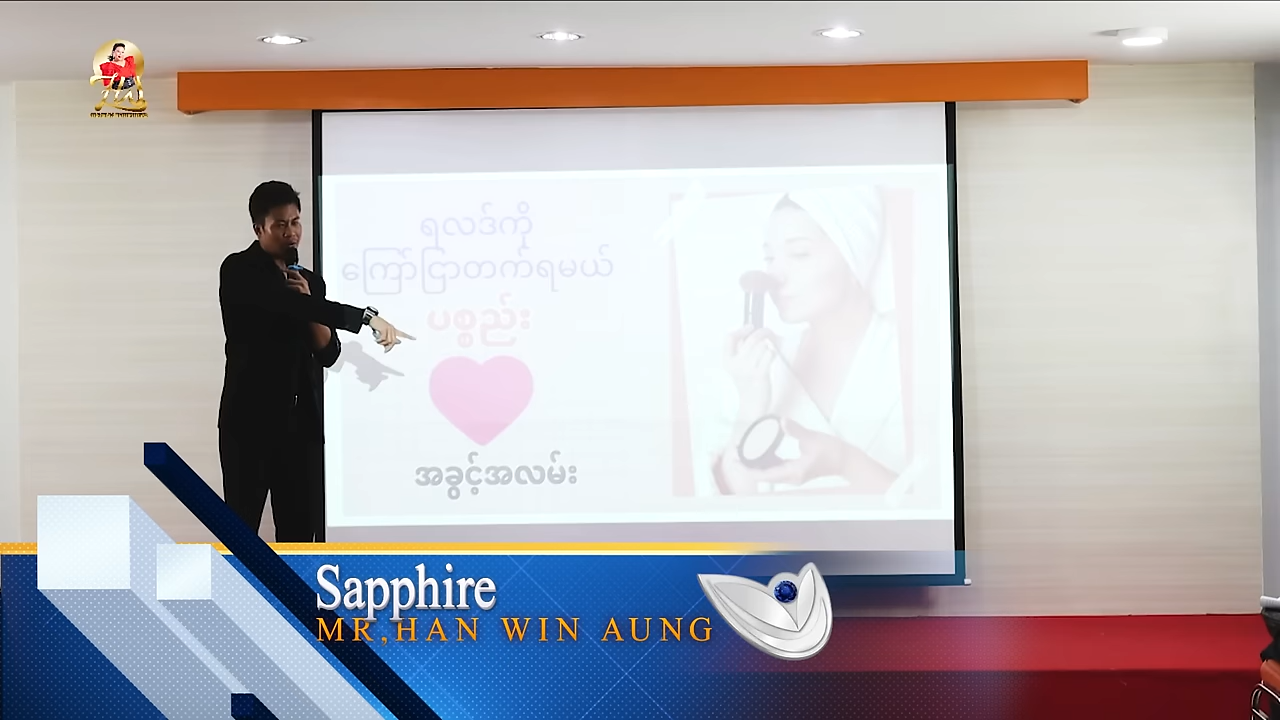 ရလဒ်ကို
ကြော်ငြာတက်ရမယ်
ပစ္စည်း
အခွင့်အလမ်း
Sapphire
MR,HAN WIN AUNG